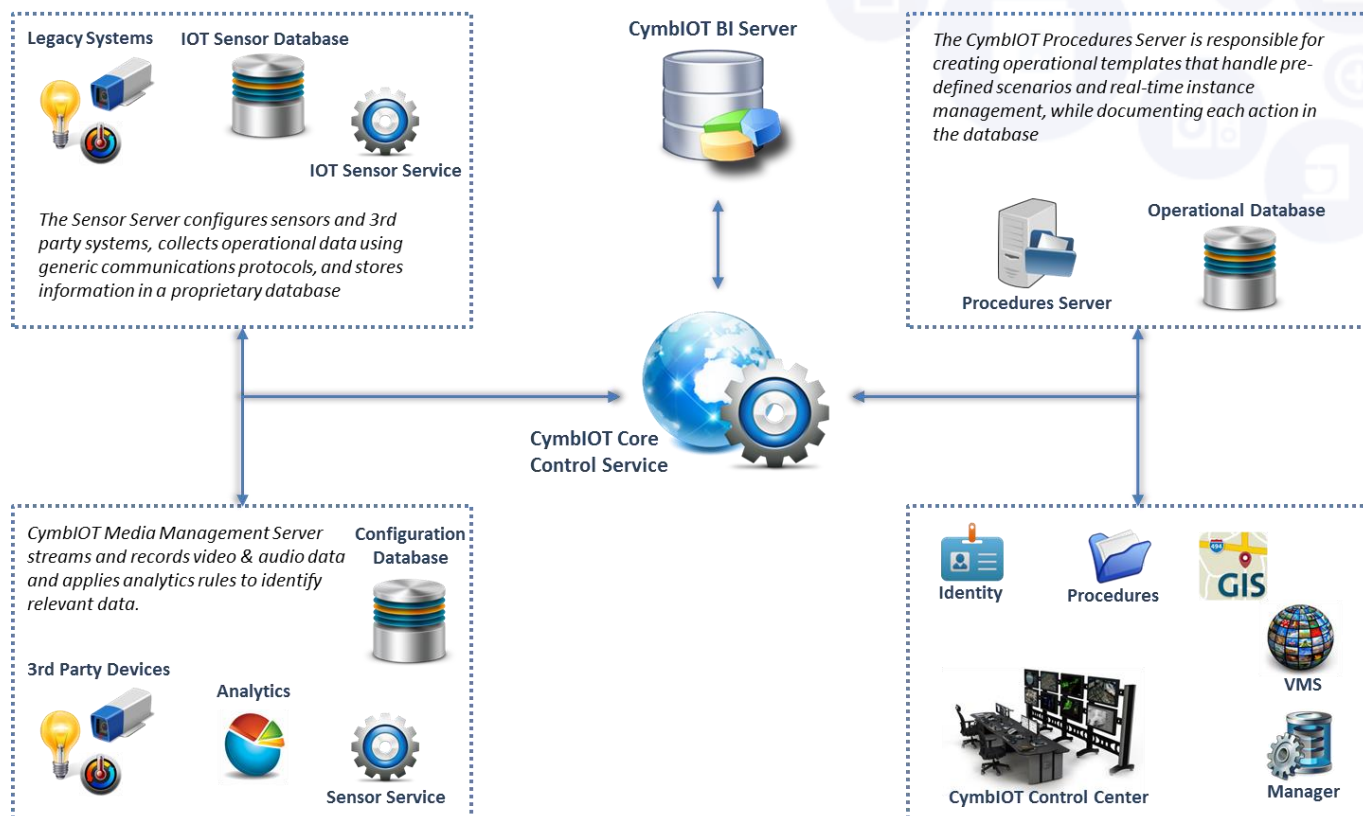 Legacy Systems
IOT Sensor Database
IOT Sensor Service
The Sensor Server configures sensors and 3rd
party systems, collects operational data using
generic communications protocols, and stores
information in a proprietary database
CymbIOT BI Server
The CymbIOT Procedures Server is responsible for
creating operational templates that handle pre-
defined scenarios and real-time instance
management, while documenting each action in
the database
Operational Database
Procedures Server
CymbIOT Core
Control Service
CymbIOT Media Management Server
streams and records video & audio data
and applies analytics rules to identify
relevant data.
Configuration
Database
3rd Party Devices
Analytics
Sensor Service
Identity
Procedures
494
GIS
VMS
CymbIOT Control Center
Manager